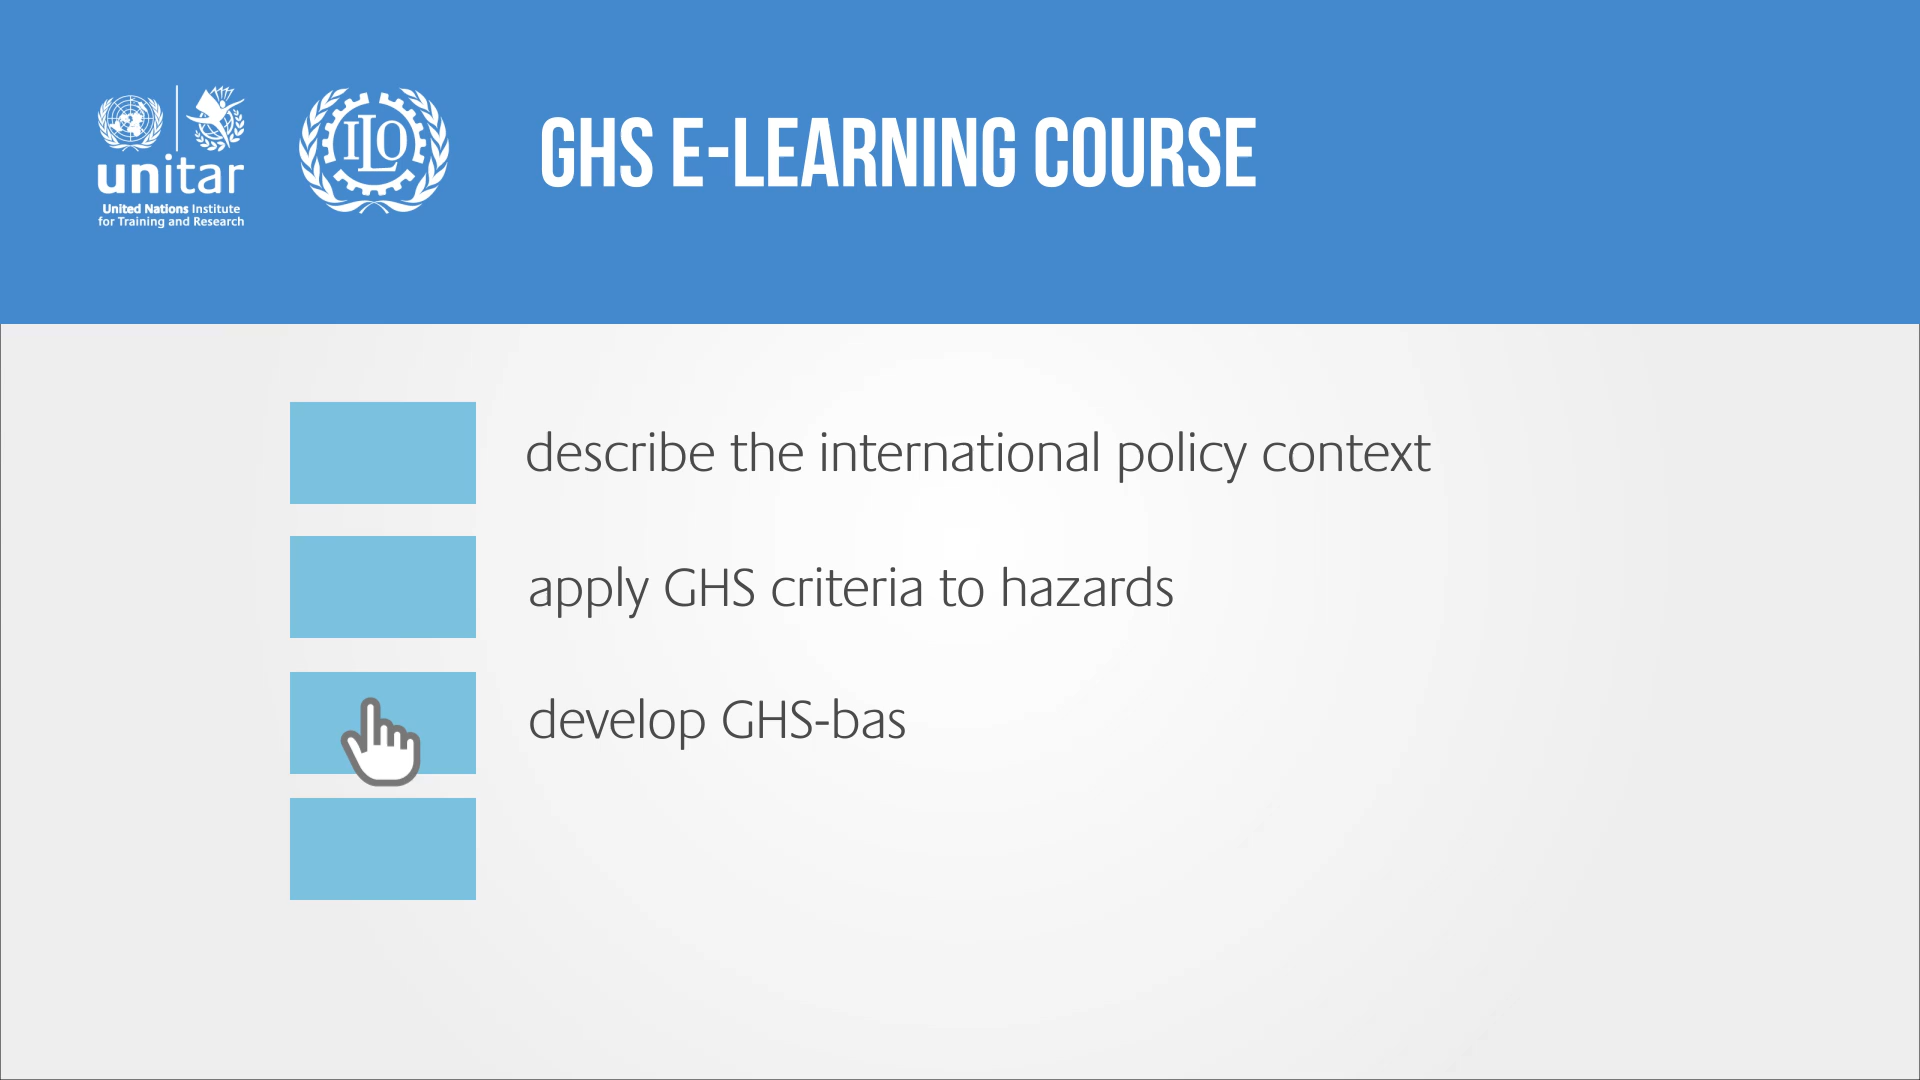 unitar
United Nations Institute
for Training and Research
ILO
GHS E-LEARNING COURSE
describe the international policy context
apply GHS criteria to hazards
develop GHS-bas